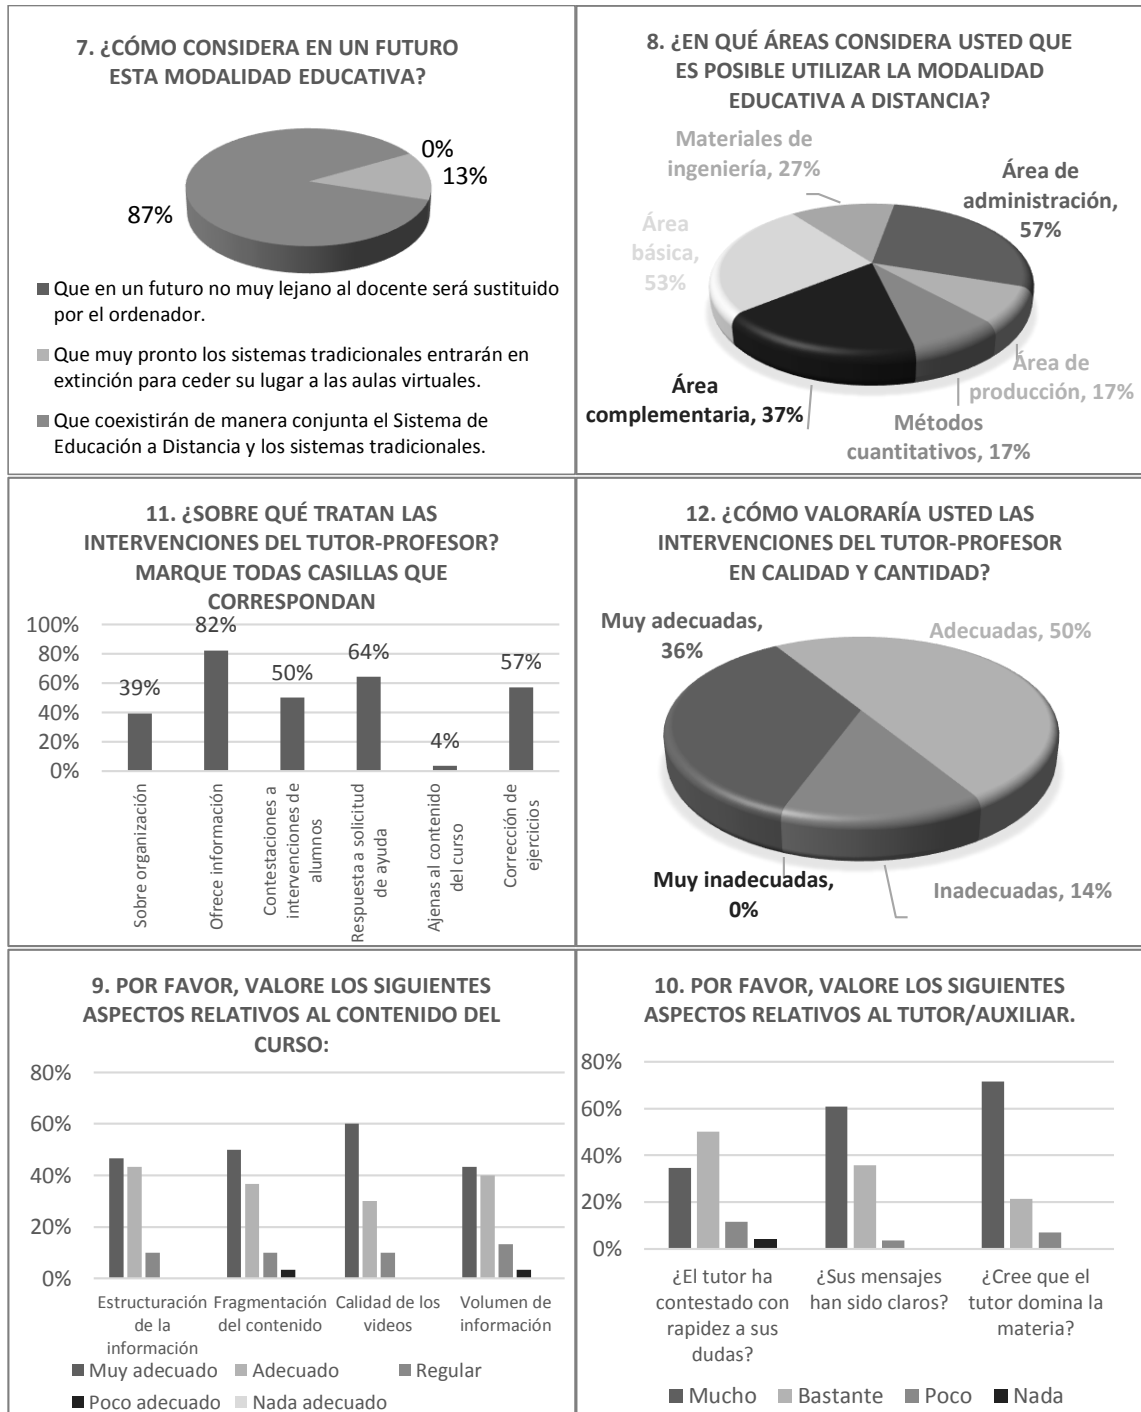 7. ¿CÓMO CONSIDERA EN UN FUTURO
ESTA MODALIDAD EDUCATIVA?
0%
13%
87%
Que en un futuro no muy lejano al docente será sustituido
por el ordenador.
Que muy pronto los sistemas tradicionales entrarán en
extinción para ceder su lugar a las aulas virtuales.
Que coexistirán de manera conjunta el Sistema de
Educación a Distancia y los sistemas tradicionales.
8. ¿EN QUÉ ÁREAS CONSIDERA USTED QUE
ES POSIBLE UTILIZAR LA MODALIDAD
EDUCATIVA A DISTANCIA?
Materiales de
ingeniería, 27%
Área de
administración,
57%
Área
básica,
53%
Área de
producción, 17%
Área
complementaria, 37%
Métodos
cuantitativos, 17%
11. ¿SOBRE QUÉ TRATAN LAS
INTERVENCIONES DEL TUTOR-PROFESOR?
MARQUE TODAS CASILLAS QUE
CORRESPONDAN
100%
80%
60%
40%
20%
0%
39%
82%
50%
64%
4%
57%
Sobre organización
Ofrece información
Contestaciones a
intervenciones de
alumnos
Respuesta a solicitud
de ayuda
Ajenas al contenido
del curso
Corrección de
ejercicios
12. ¿CÓMO VALORARÍA USTED LAS
INTERVENCIONES DEL TUTOR-PROFESOR
EN CALIDAD Y CANTIDAD?
Muy adecuadas,
36%
Adecuadas, 50%
Muy inadecuadas,
0%
Inadecuadas, 14%
9. POR FAVOR, VALORE LOS SIGUIENTES
ASPECTOS RELATIVOS AL CONTENIDO DEL
CURSO:
80%
60%
40%
20%
0%
Estructuración
de la
información
Fragmentación
del contenido
Calidad de los
videos
Volumen de
información
Muy adecuado
Adecuado
Regular
Poco adecuado
Nada adecuado
10. POR FAVOR, VALORE LOS SIGUIENTES
ASPECTOS RELATIVOS AL TUTOR/AUXILIAR.
80%
60%
40%
20%
0%
¿El tutor ha
contestado con
rapidez a sus
dudas?
¿Sus mensajes
han sido claros?
¿Cree que el
tutor domina la
materia?
Mucho
Bastante
Poco
Nada